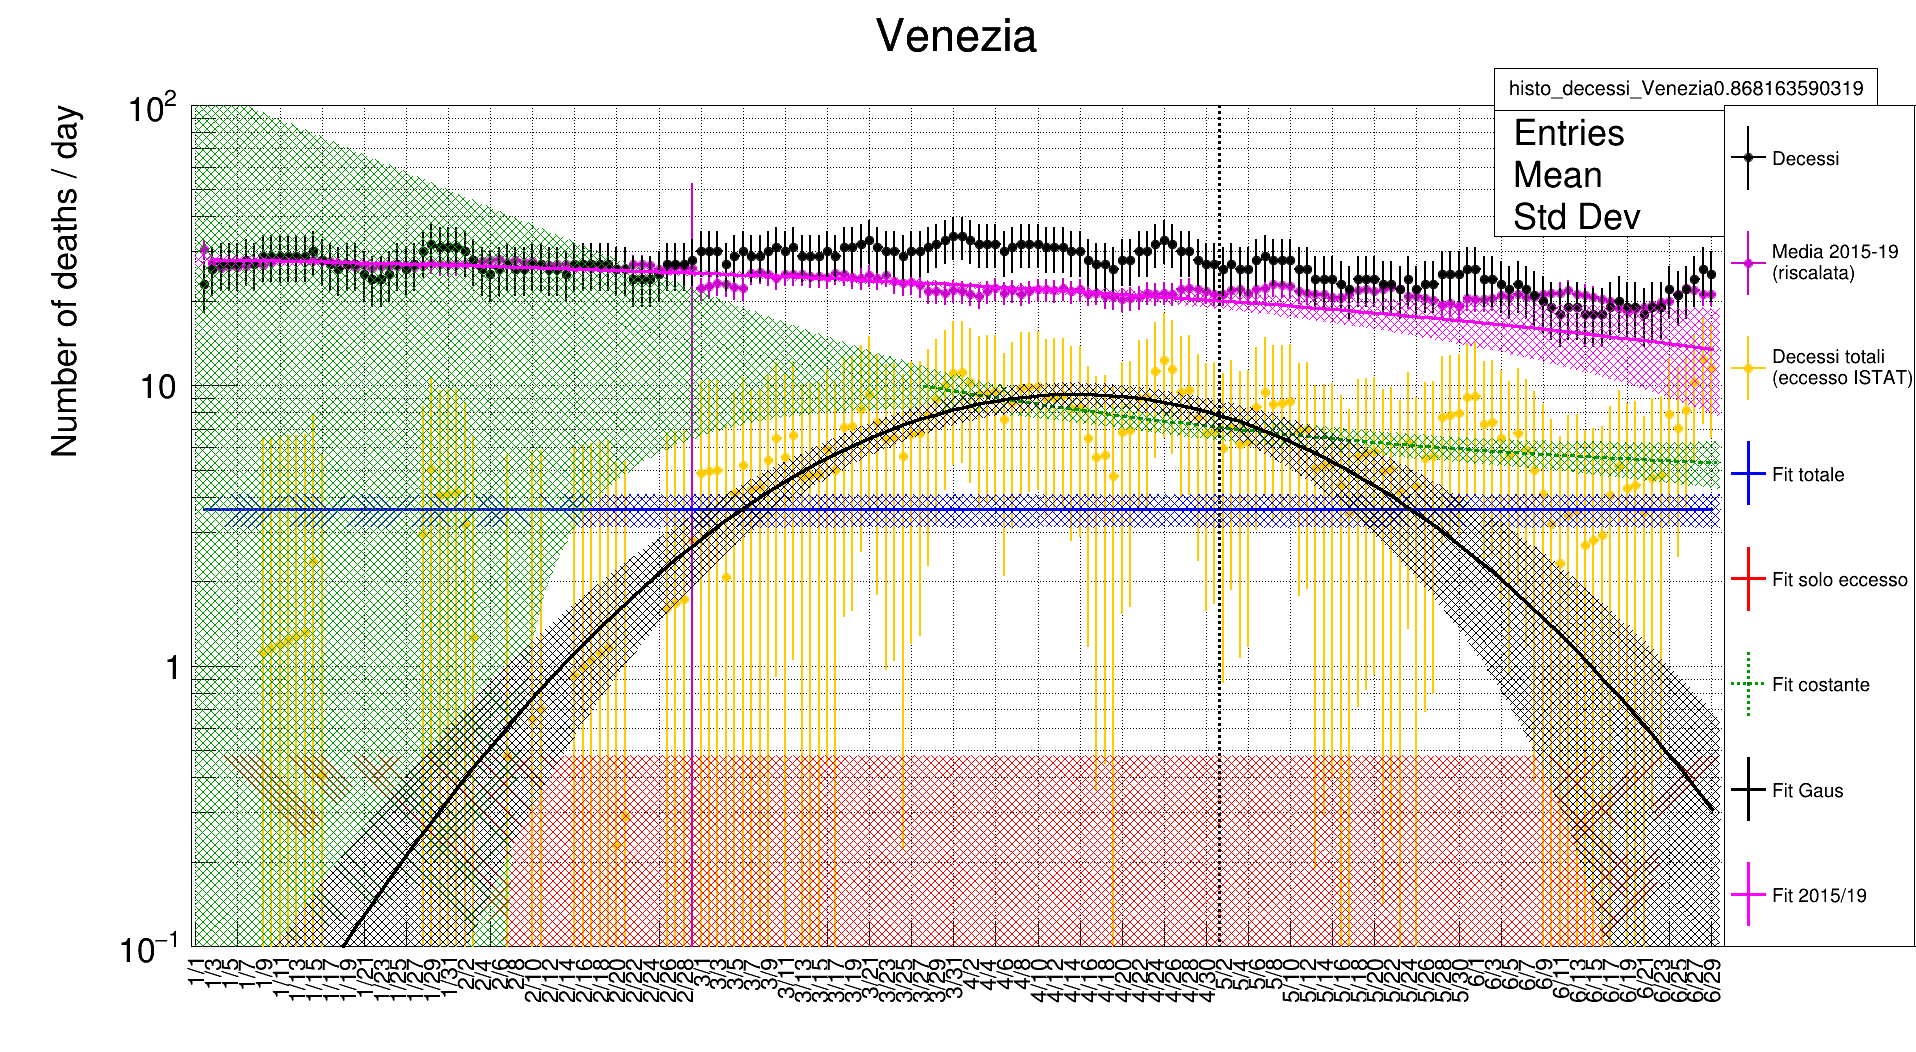 Venezia
histo_decessi_Venezia0.868163590319
Entries
Mean
Std Dev
Number of deaths / day
10²
10
1
10⁻¹
Decessi
Media 2015-19
(riscalata)
Decessi totali
(eccesso ISTAT)
Fit totale
Fit solo eccesso
Fit costante
Fit Gaus
Fit 2015/19
1/1 1/3 1/5 1/7 1/9 1/11 1/13 1/15 1/17 1/19 1/21 1/23 1/25 1/27 1/29 1/31 2/2 2/4 2/6 2/8 2/10 2/12 2/14 2/16 2/18 2/20 2/22 2/24 2/26 2/28 3/1 3/3 3/5 3/7 3/9 3/11 3/13 3/15 3/17 3/19 3/21 3/23 3/25 3/27 3/29 3/31 4/2 4/4 4/6 4/8 4/10 4/12 4/14 4/16 4/18 4/20 4/22 4/24 4/26 4/28 4/30 5/2 5/4 5/6 5/8 5/10 5/12 5/14 5/16 5/18 5/20 5/22 5/24 5/26 5/28 5/30 6/1 6/3 6/5 6/7 6/9 6/11 6/13 6/15 6/17 6/19 6/21 6/23 6/25 6/27 6/29